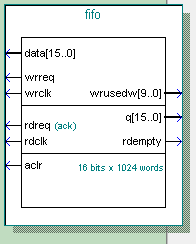 fifo
data[15..0]
wrreq
wrclk wrusedw[9..0]
q[15..0]
rdreq (ack)
rdclk rdempty
aclr 16 bits x 1024 words